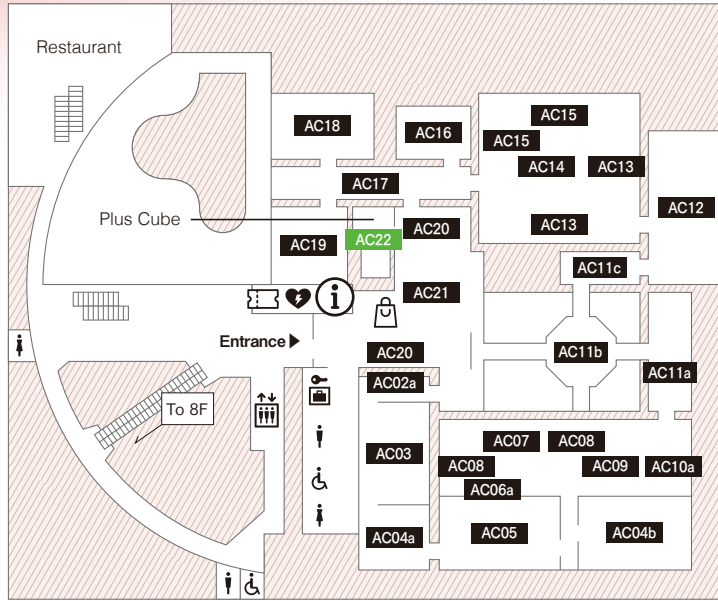 Restaurant
AC18
AC16
AC15
AC15
AC14
AC13
AC17
AC12
Plus Cube
AC20
AC13
AC22
AC19
AC11c
AC21
i
Entrance
AC20
AC11b
AC02a
AC11a
To 8F
AC07
AC08
AC03
AC08
AC09
AC10a
AC06a
AC04a
AC05
AC04b